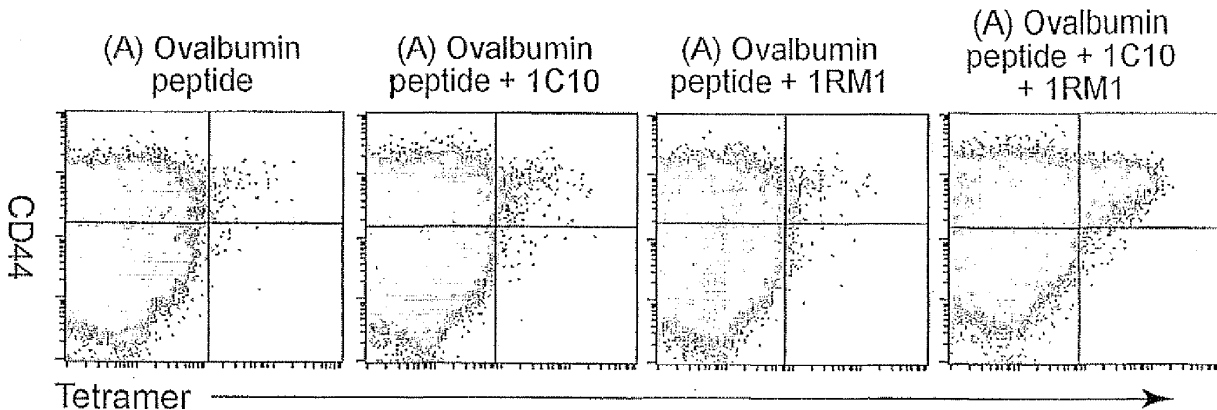 (A) Ovalbumin
peptide
(A) Ovalbumin
peptide + 1C10
(A) Ovalbumin
peptide + 1RM1
(A) Ovalbumin
peptide + 1C10
+ 1RM1
CD44
Tetramer